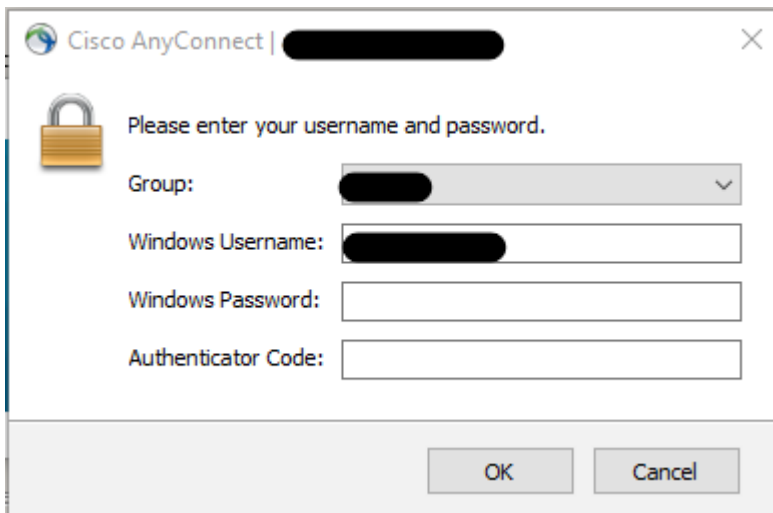 Cisco AnyConnect |
Please enter your username and password.
Group:
Windows Username:
Windows Password:
Authenticator Code:
OK Cancel